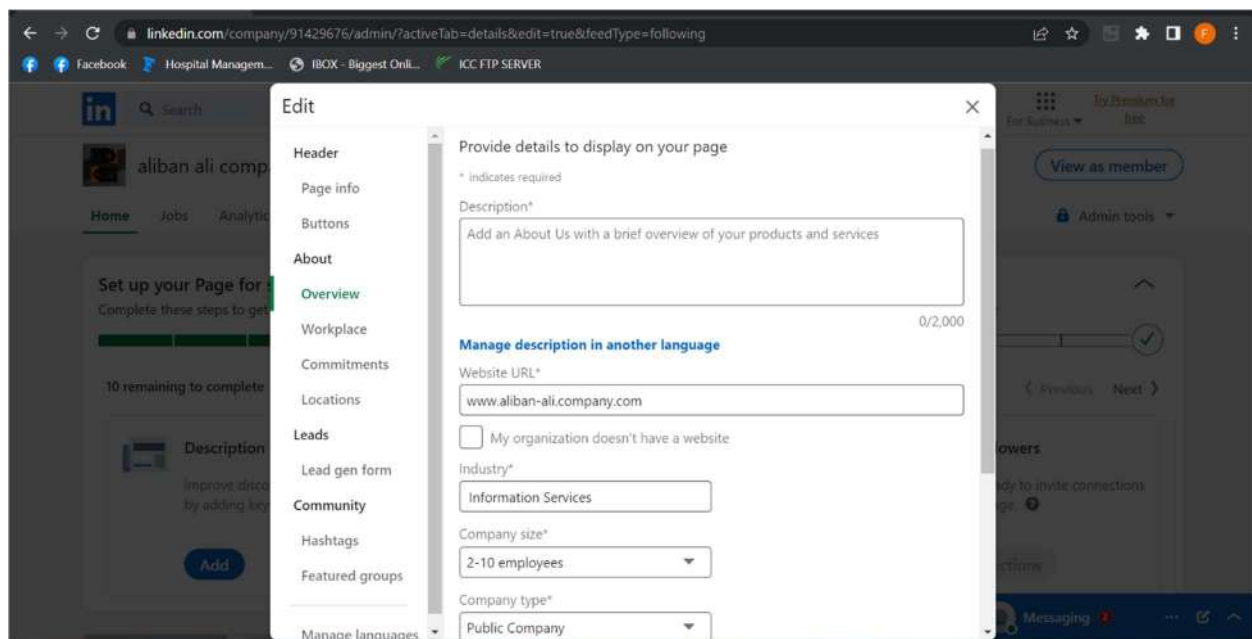 linkedin.com/company/91429676/admin/?activeTab=details&edit=true&feedType=following
F
Facebook
Hospital Managem...
IBOX - Biggest Onli...
ICC FTP SERVER
in
Search
For Business
Try Premium for
free
aliban ali comp
View as member
Home
Jobs
Analytic
Admin tools
Set up your Page for
Complete these steps to get
10 remaining to complete
Previous
Next
Description
Improve disco
by adding key
Add
owers
dy to invite connections
ge.
ctions
Messaging
Edit
Header
Page info
Buttons
About
Overview
Workplace
Commitments
Locations
Leads
Lead gen form
Community
Hashtags
Featured groups
Manage languages
Provide details to display on your page
* indicates required
Description*
Add an About Us with a brief overview of your products and services
0/2,000
Manage description in another language
Website URL*
www.aliban-ali.company.com
My organization doesn't have a website
Industry*
Information Services
Company size*
2-10 employees
Company type*
Public Company